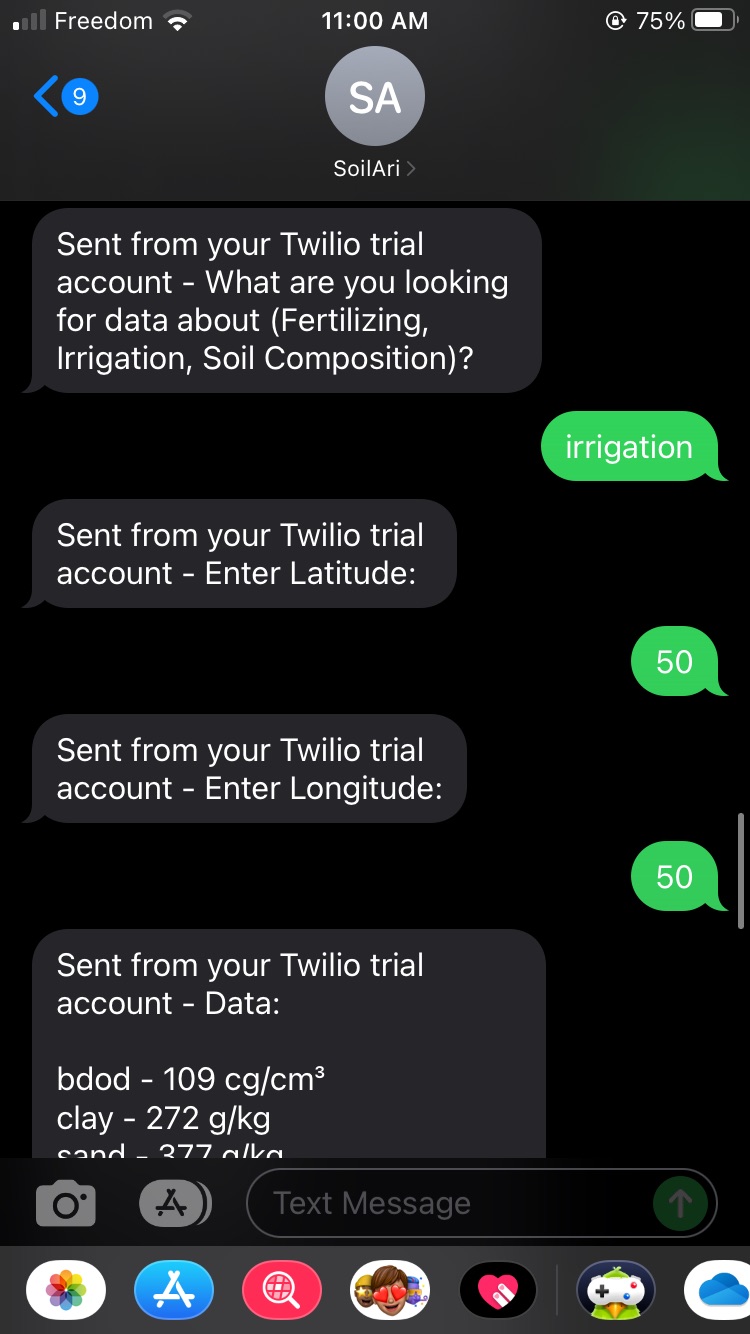 Freedom 11:00 AM 75%
9
SA
SoilAri
Sent from your Twilio trial
account - What are you looking
for data about (Fertilizing,
Irrigation, Soil Composition)?
irrigation
Sent from your Twilio trial
account - Enter Latitude:
50
Sent from your Twilio trial
account - Enter Longitude:
50
Sent from your Twilio trial
account - Data:
bdod - 109 cg/cm³
clay - 272 g/kg
sand - 377 g/kg
Text Message